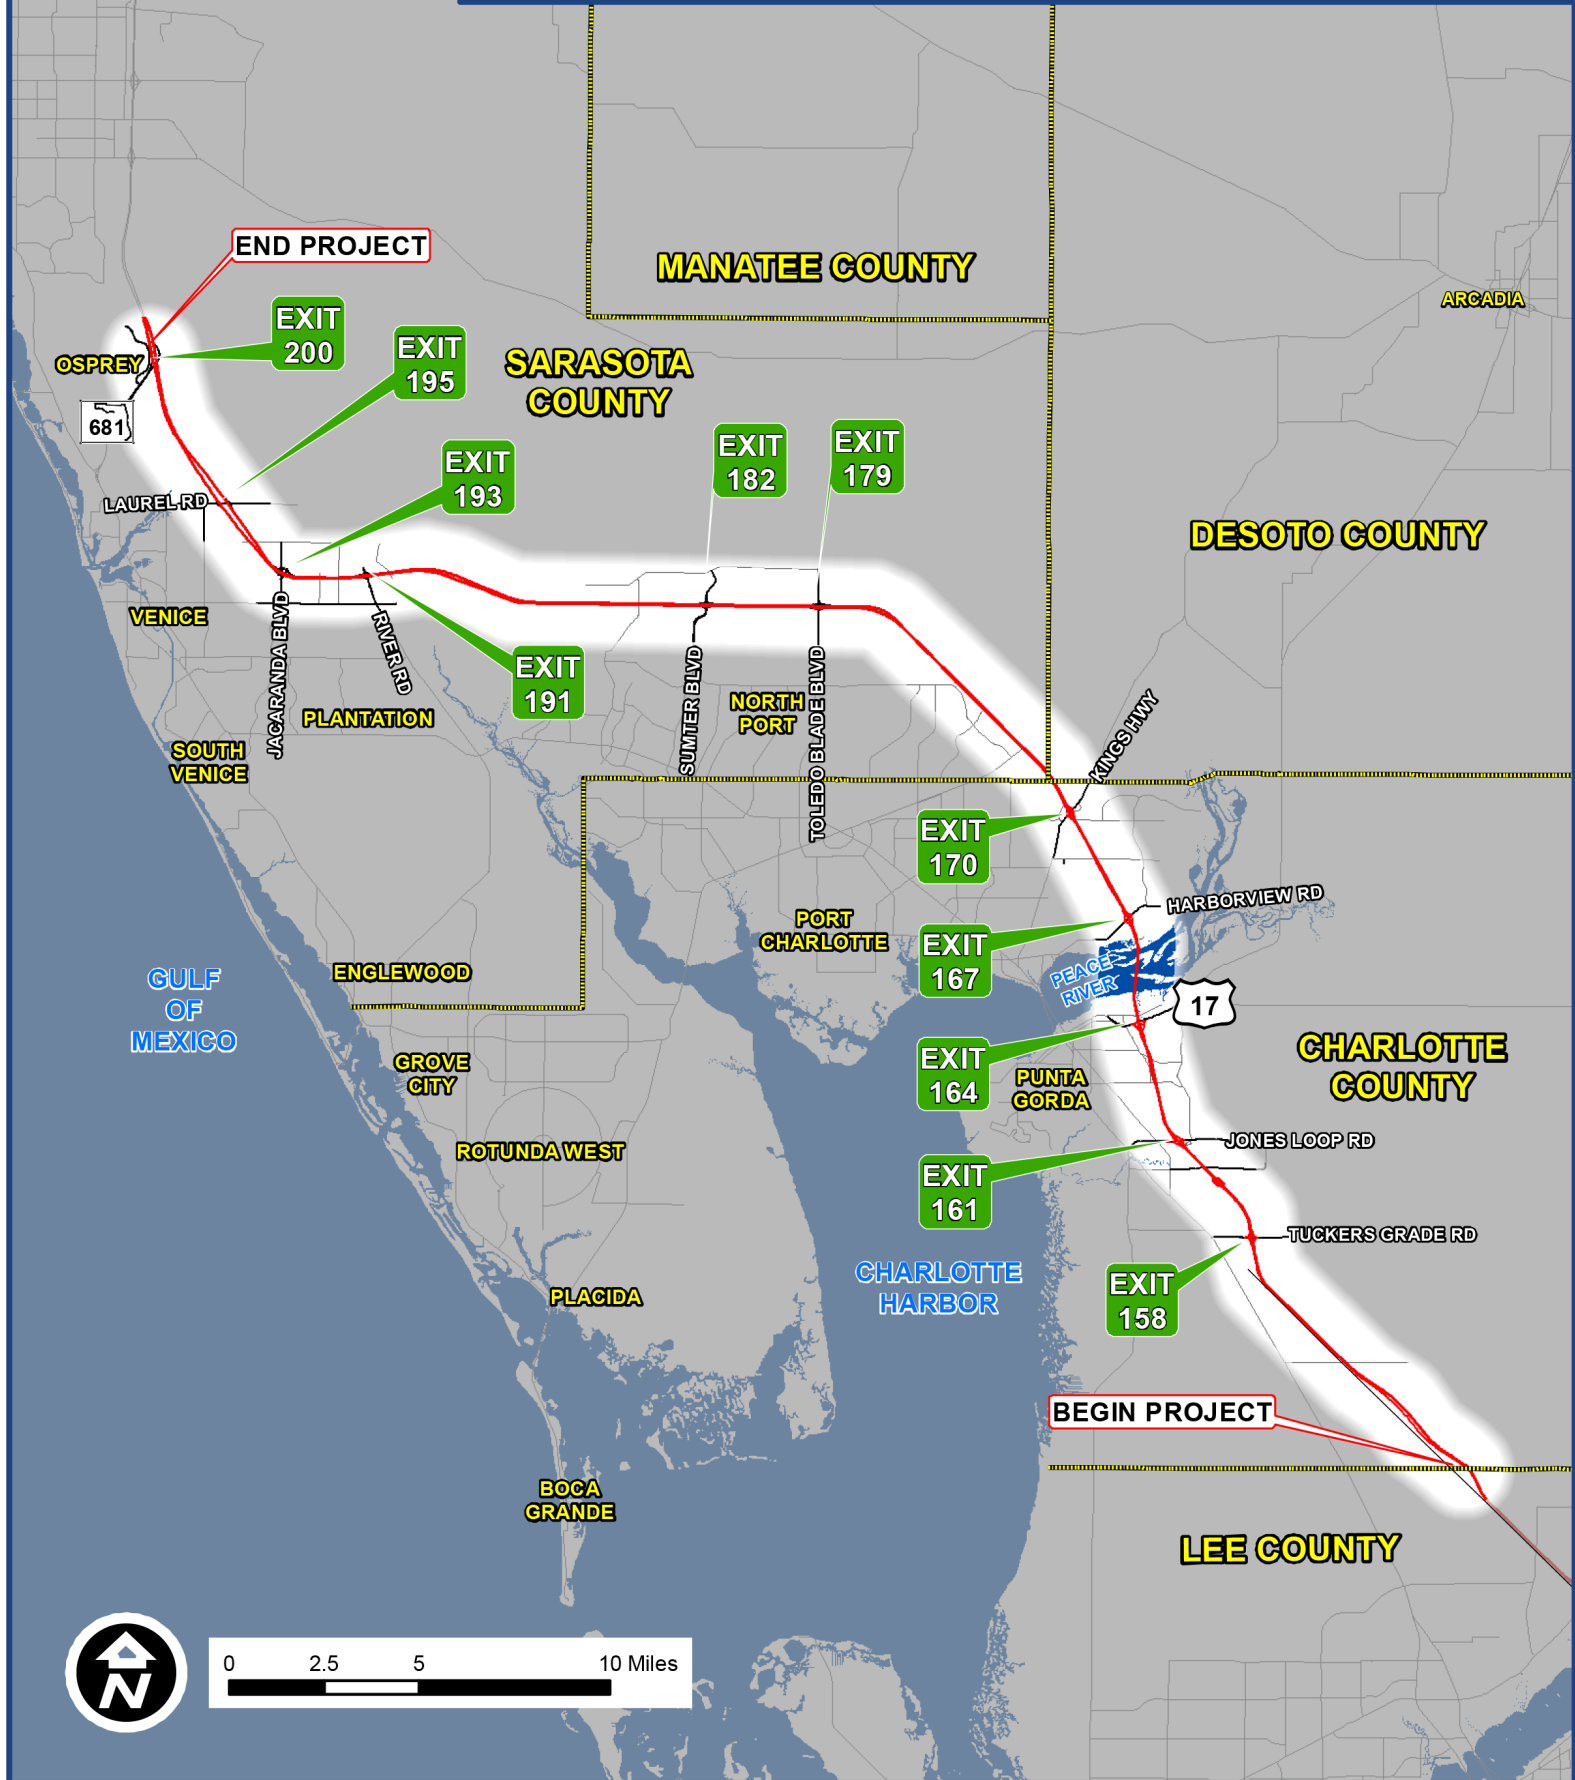 END PROJECT
MANATEE COUNTY
ARCADIA
EXIT
200
EXIT
195
OSPREY
SARASOTA
COUNTY
681
EXIT
182
EXIT
179
EXIT
193
LAUREL RD
DESOTO COUNTY
VENICE
JACARANDA BLVD
RIVER RD
EXIT
191
SUMTER BLVD
NORTH
PORT
TOLEDO BLADE BLVD
KINGS HWY
PLANTATION
SOUTH
VENICE
EXIT
170
HARBORVIEW RD
PORT
CHARLOTTE
EXIT
167
PEACE
RIVER
ENGLEWOOD
GULF
OF
MEXICO
17
CHARLOTTE
COUNTY
GROVE
CITY
EXIT
164
PUNTA
GORDA
ROTUNDA WEST
JONES LOOP RD
EXIT
161
TUCKERS GRADE RD
CHARLOTTE
HARBOR
PLACIDA
EXIT
158
BEGIN PROJECT
BOCA
GRANDE
LEE COUNTY
N
0 2.5 5 10 Miles